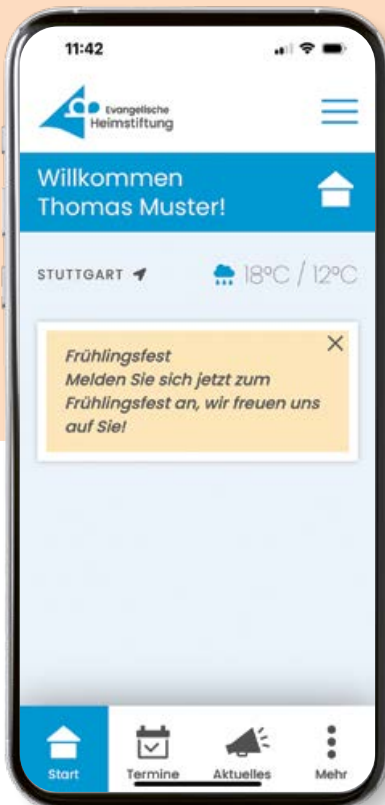 11:42
Evangelische
Heimstiftung
Willkommen
Thomas Muster!
STUTTGART
18°C / 12°C
Frühlingsfest
Melden Sie sich jetzt zum
Frühlingsfest an, wir freuen uns
auf Sie!
Start Termine Aktuelles Mehr